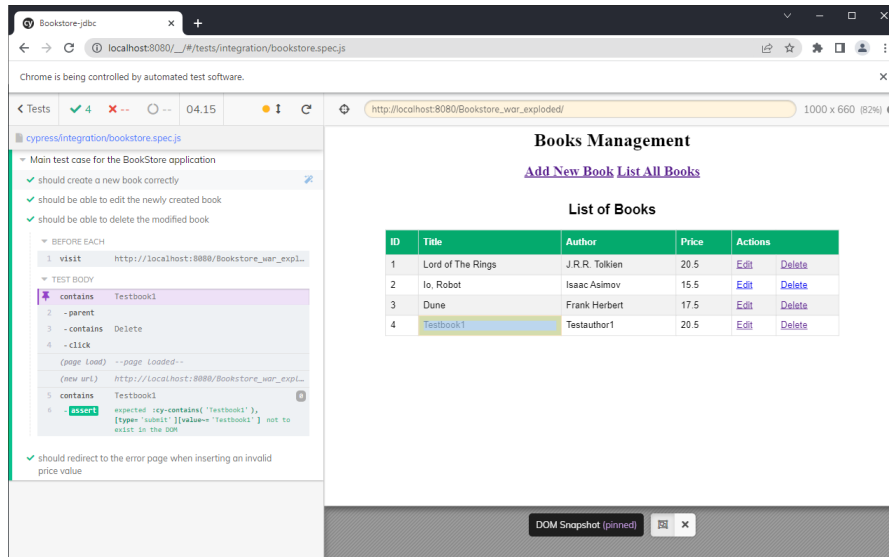 Bookstore-jdbc
localhost:8080/__/#/tests/integration/bookstore.spec.js
Chrome is being controlled by automated test software.
Tests 4 -- -- 04.15
http://localhost:8080/Bookstore_war_exploded/ 1000 x 660 (82%)
cypress/integration/bookstore.spec.js
Main test case for the BookStore application
should create a new book correctly
should be able to edit the newly created book
should be able to delete the modified book
BEFORE EACH
1 visit http://localhost:8080/Bookstore_war_expl…
TEST BODY
contains Testbook1
2 -parent
3 -contains Delete
4 -click
(page load) --page loaded--
(new url) http://localhost:8080/Bookstore_war_expl…
5 contains Testbook1 0
6 -assert expected :cy-contains('Testbook1'),
[type='submit'][value~='Testbook1'] not to
exist in the DOM
should redirect to the error page when inserting an invalid
price value
Books Management
Add New Book List All Books
List of Books
ID Title Author Price Actions
1 Lord of The Rings J.R.R. Tolkien 20.5 Edit Delete
2 Io, Robot Isaac Asimov 15.5 Edit Delete
3 Dune Frank Herbert 17.5 Edit Delete
4 Testbook1 Testauthor1 20.5 Edit Delete
DOM Snapshot (pinned)